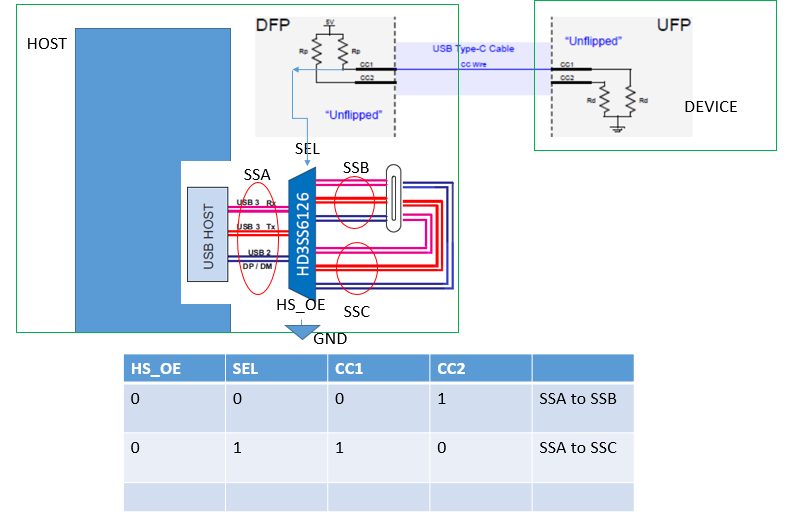 HOST
DFP
UFP
5V
Rp
Rp
CC1
CC2
"Unflipped"
USB Type-C Cable
CC Wire
"Unflipped"
CC1
CC2
Rd
Rd
DEVICE
SEL
SSA
SSB
USB HOST
USB 3 Rx
USB 3 Tx
USB 2
DP / DM
HD3SS6126
HS_OE
SSC
GND
HS_OE SEL CC1 CC2
0 0 0 1 SSA to SSB
0 1 1 0 SSA to SSC